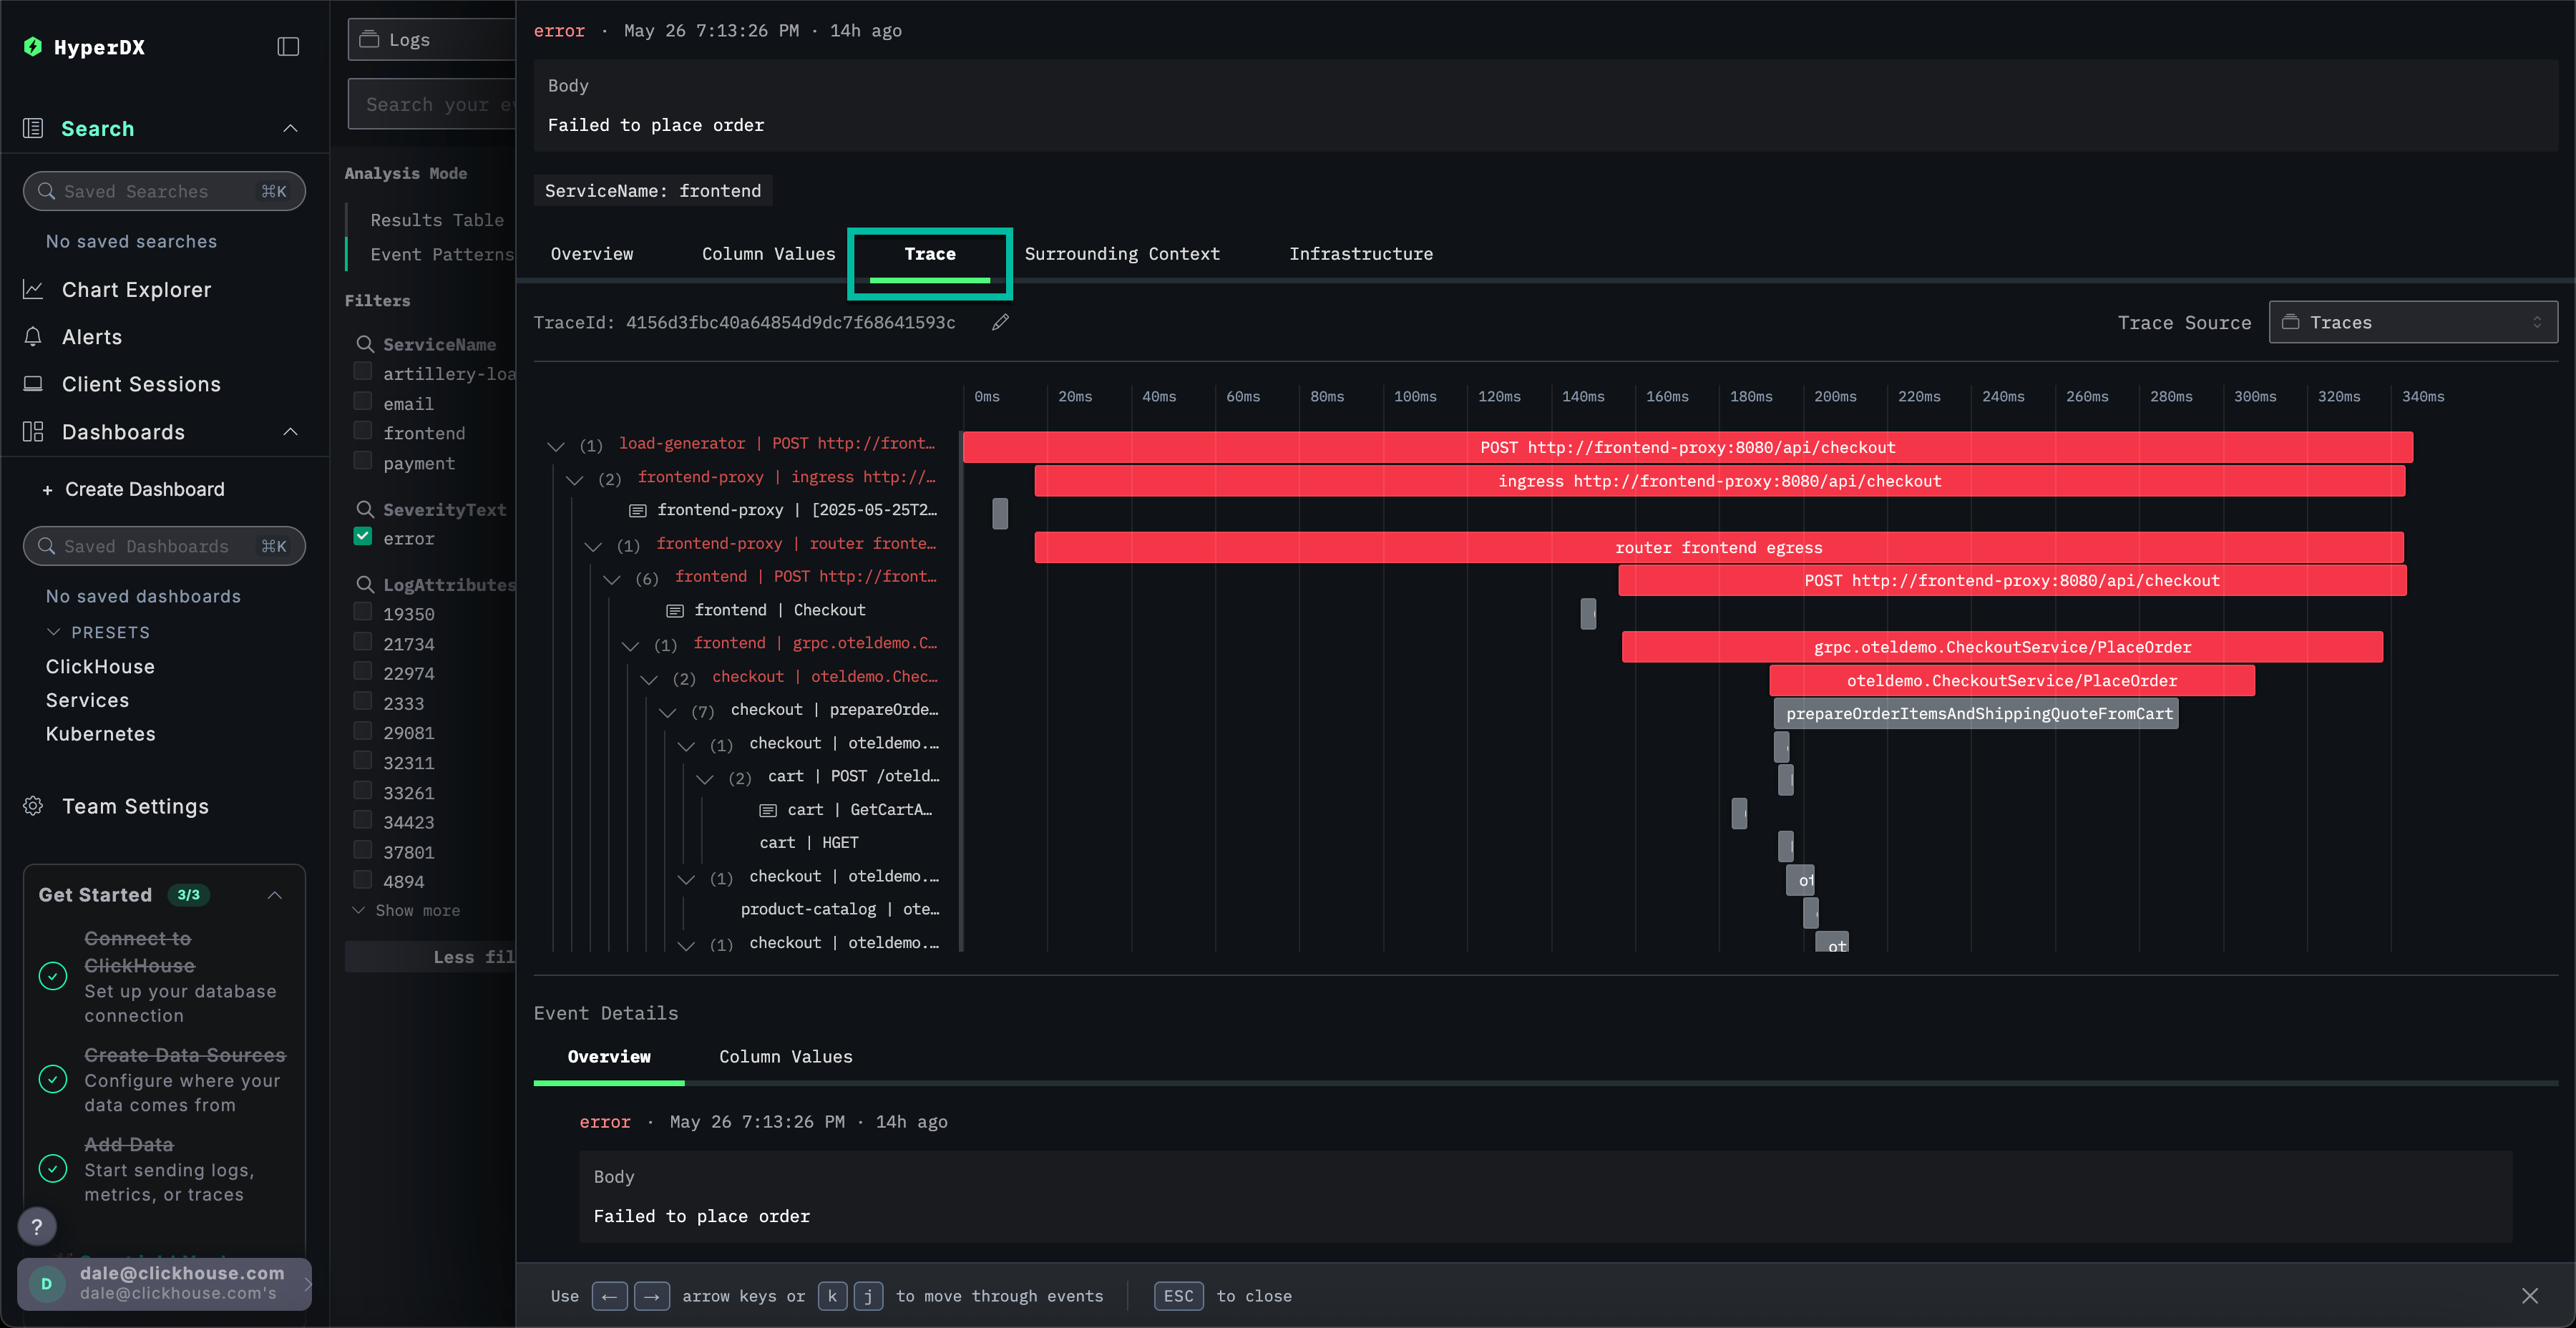 HyperDX
Search
Saved Searches ⌘K
No saved searches
Chart Explorer
Alerts
Client Sessions
Dashboards
+ Create Dashboard
Saved Dashboards ⌘K
No saved dashboards
PRESETS
ClickHouse
Services
Kubernetes
Team Settings
Get Started 3/3
Connect to
ClickHouse
Set up your database
connection
Create Data Sources
Configure where your
data comes from
Add Data
Start sending logs,
metrics, or traces
?
D
dale@clickhouse.com
dale@clickhouse.com's
Logs
Search your e
Analysis Mode
Results Table
Event Patterns
Filters
ServiceName
artillery-loa
email
frontend
payment
SeverityText
error
LogAttributes
19350
21734
22974
2333
29081
32311
33261
34423
37801
4894
Show more
Less fil
error · May 26 7:13:26 PM · 14h ago
Body
Failed to place order
ServiceName: frontend
Overview Column Values Trace Surrounding Context Infrastructure
TraceId: 4156d3fbc40a64854d9dc7f68641593c
Trace Source Traces
0ms 20ms 40ms 60ms 80ms 100ms 120ms 140ms 160ms 180ms 200ms 220ms 240ms 260ms 280ms 300ms 320ms 340ms
(1) load-generator | POST http://front… POST http://frontend-proxy:8080/api/checkout
(2) frontend-proxy | ingress http://… ingress http://frontend-proxy:8080/api/checkout
frontend-proxy | [2025-05-25T2…
(1) frontend-proxy | router fronte… router frontend egress
(6) frontend | POST http://front… POST http://frontend-proxy:8080/api/checkout
frontend | Checkout
(1) frontend | grpc.oteldemo.C… grpc.oteldemo.CheckoutService/PlaceOrder
(2) checkout | oteldemo.Chec… oteldemo.CheckoutService/PlaceOrder
(7) checkout | prepareOrde… prepareOrderItemsAndShippingQuoteFromCart
(1) checkout | oteldemo.…
(2) cart | POST /oteld…
cart | GetCartA…
cart | HGET
(1) checkout | oteldemo.… ot
product-catalog | ote…
(1) checkout | oteldemo.… ot
Event Details
Overview Column Values
error · May 26 7:13:26 PM · 14h ago
Body
Failed to place order
Use ← → arrow keys or k j to move through events ESC to close